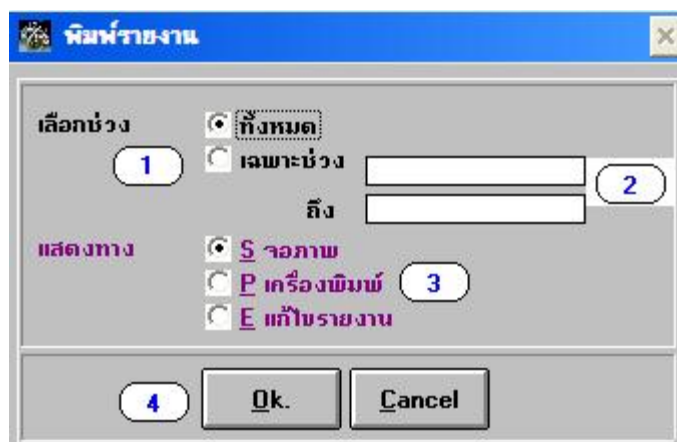 พิมพ์รายงาน
เลือกช่วง ทั้งหมด
1 เฉพาะช่วง 2
ถึง
แสดงทาง S จอภาพ
P เครื่องพิมพ์ 3
E แก้ไขรายงาน
4 Ok. Cancel